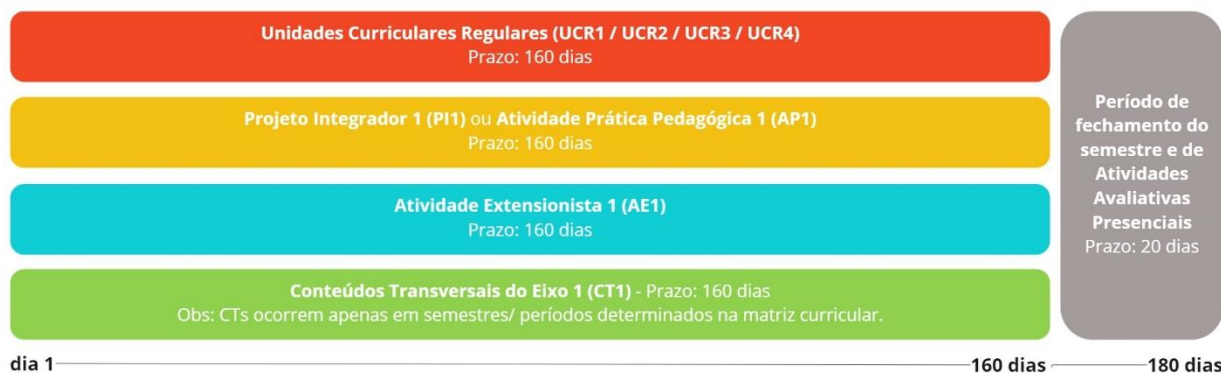 Unidades Curriculares Regulares (UCR1 / UCR2 / UCR3 / UCR4)
Prazo: 160 dias
Projeto Integrador 1 (PI1) ou Atividade Prática Pedagógica 1 (AP1)
Prazo: 160 dias
Atividade Extensionista 1 (AE1)
Prazo: 160 dias
Conteúdos Transversais do Eixo 1 (CT1) - Prazo: 160 dias
Obs: CTs ocorrem apenas em semestres/ períodos determinados na matriz curricular.
Período de
fechamento do
semestre e de
Atividades
Avaliativas
Presenciais
Prazo: 20 dias
dia 1
160 dias
180 dias